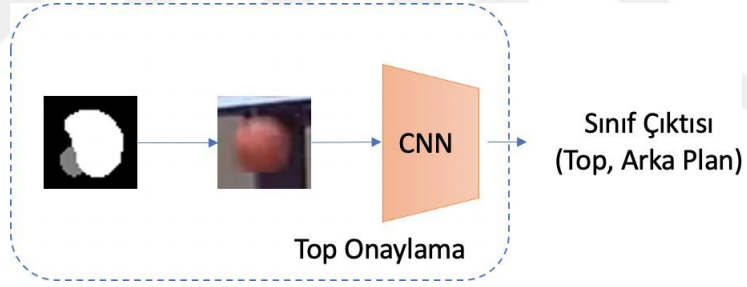 CNN
Sınıf Çıktısı
(Top, Arka Plan)
Top Onaylama